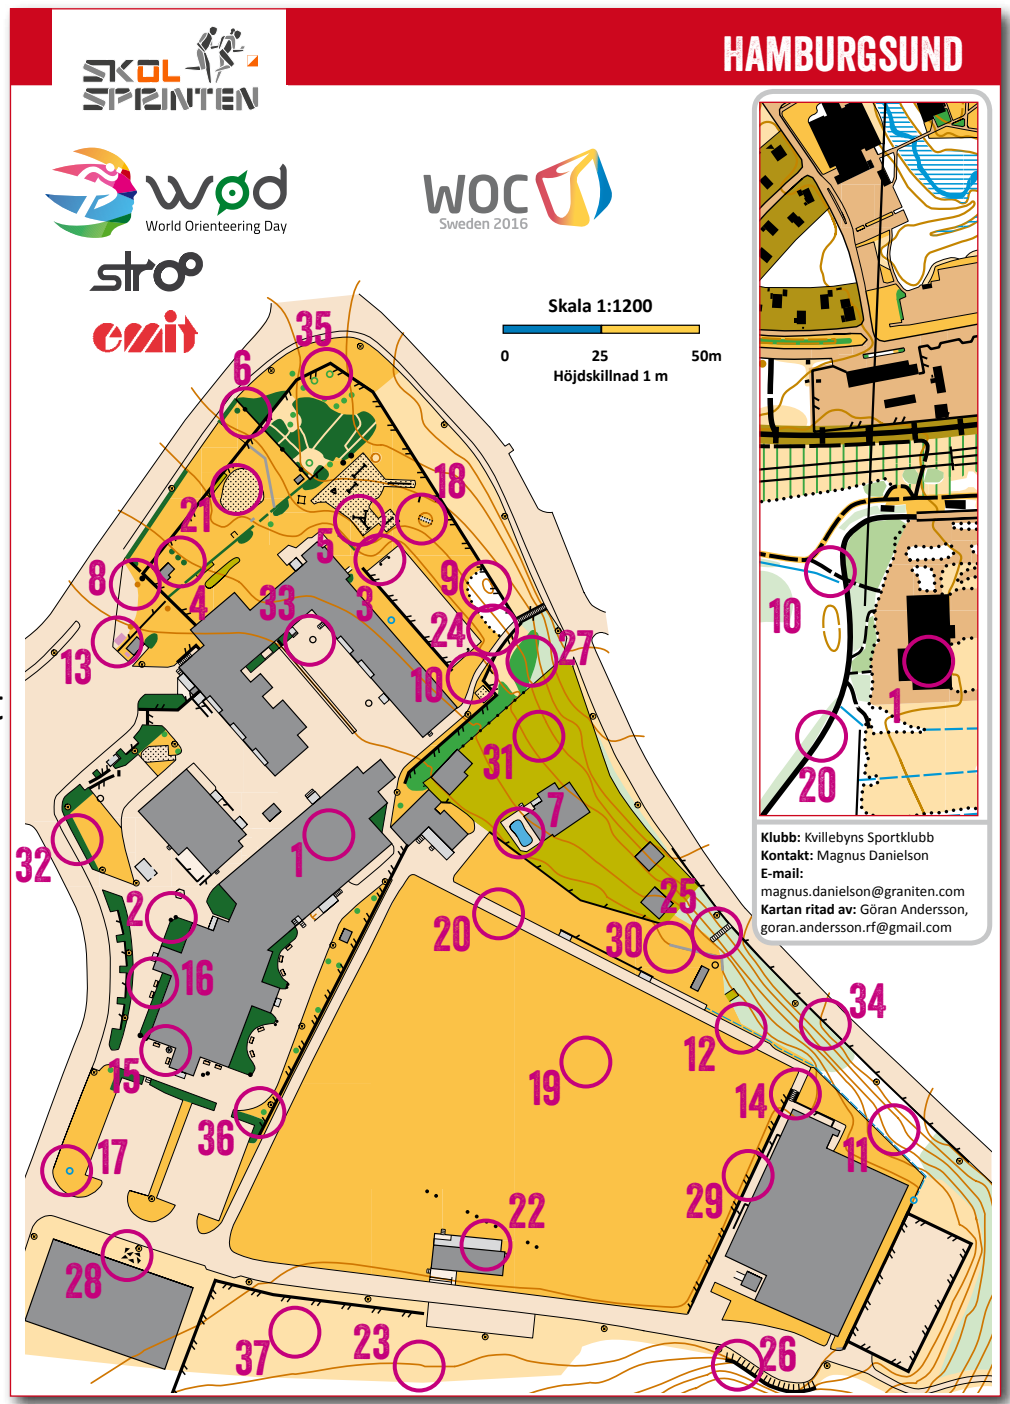 SKOL
SPRINTEN
HAMBURGSUND
wod
World Orienteering Day
WOC
Sweden 2016
stroo
emit
Skala 1:1200
0 25 50m
Höjdskillnad 1 m
35
6
18
21
5
8
4
33
3
9
24
13
10
27
31
7
1
32
2
20
25
30
16
34
12
15
19
14
36
11
17
29
22
28
37
23
26
10
1
20
Klubb: Kvillebyns Sportklubb
Kontakt: Magnus Danielson
E-mail:
magnus.danielson@graniten.com
Kartan ritad av: Göran Andersson,
goran.andersson.rf@gmail.com